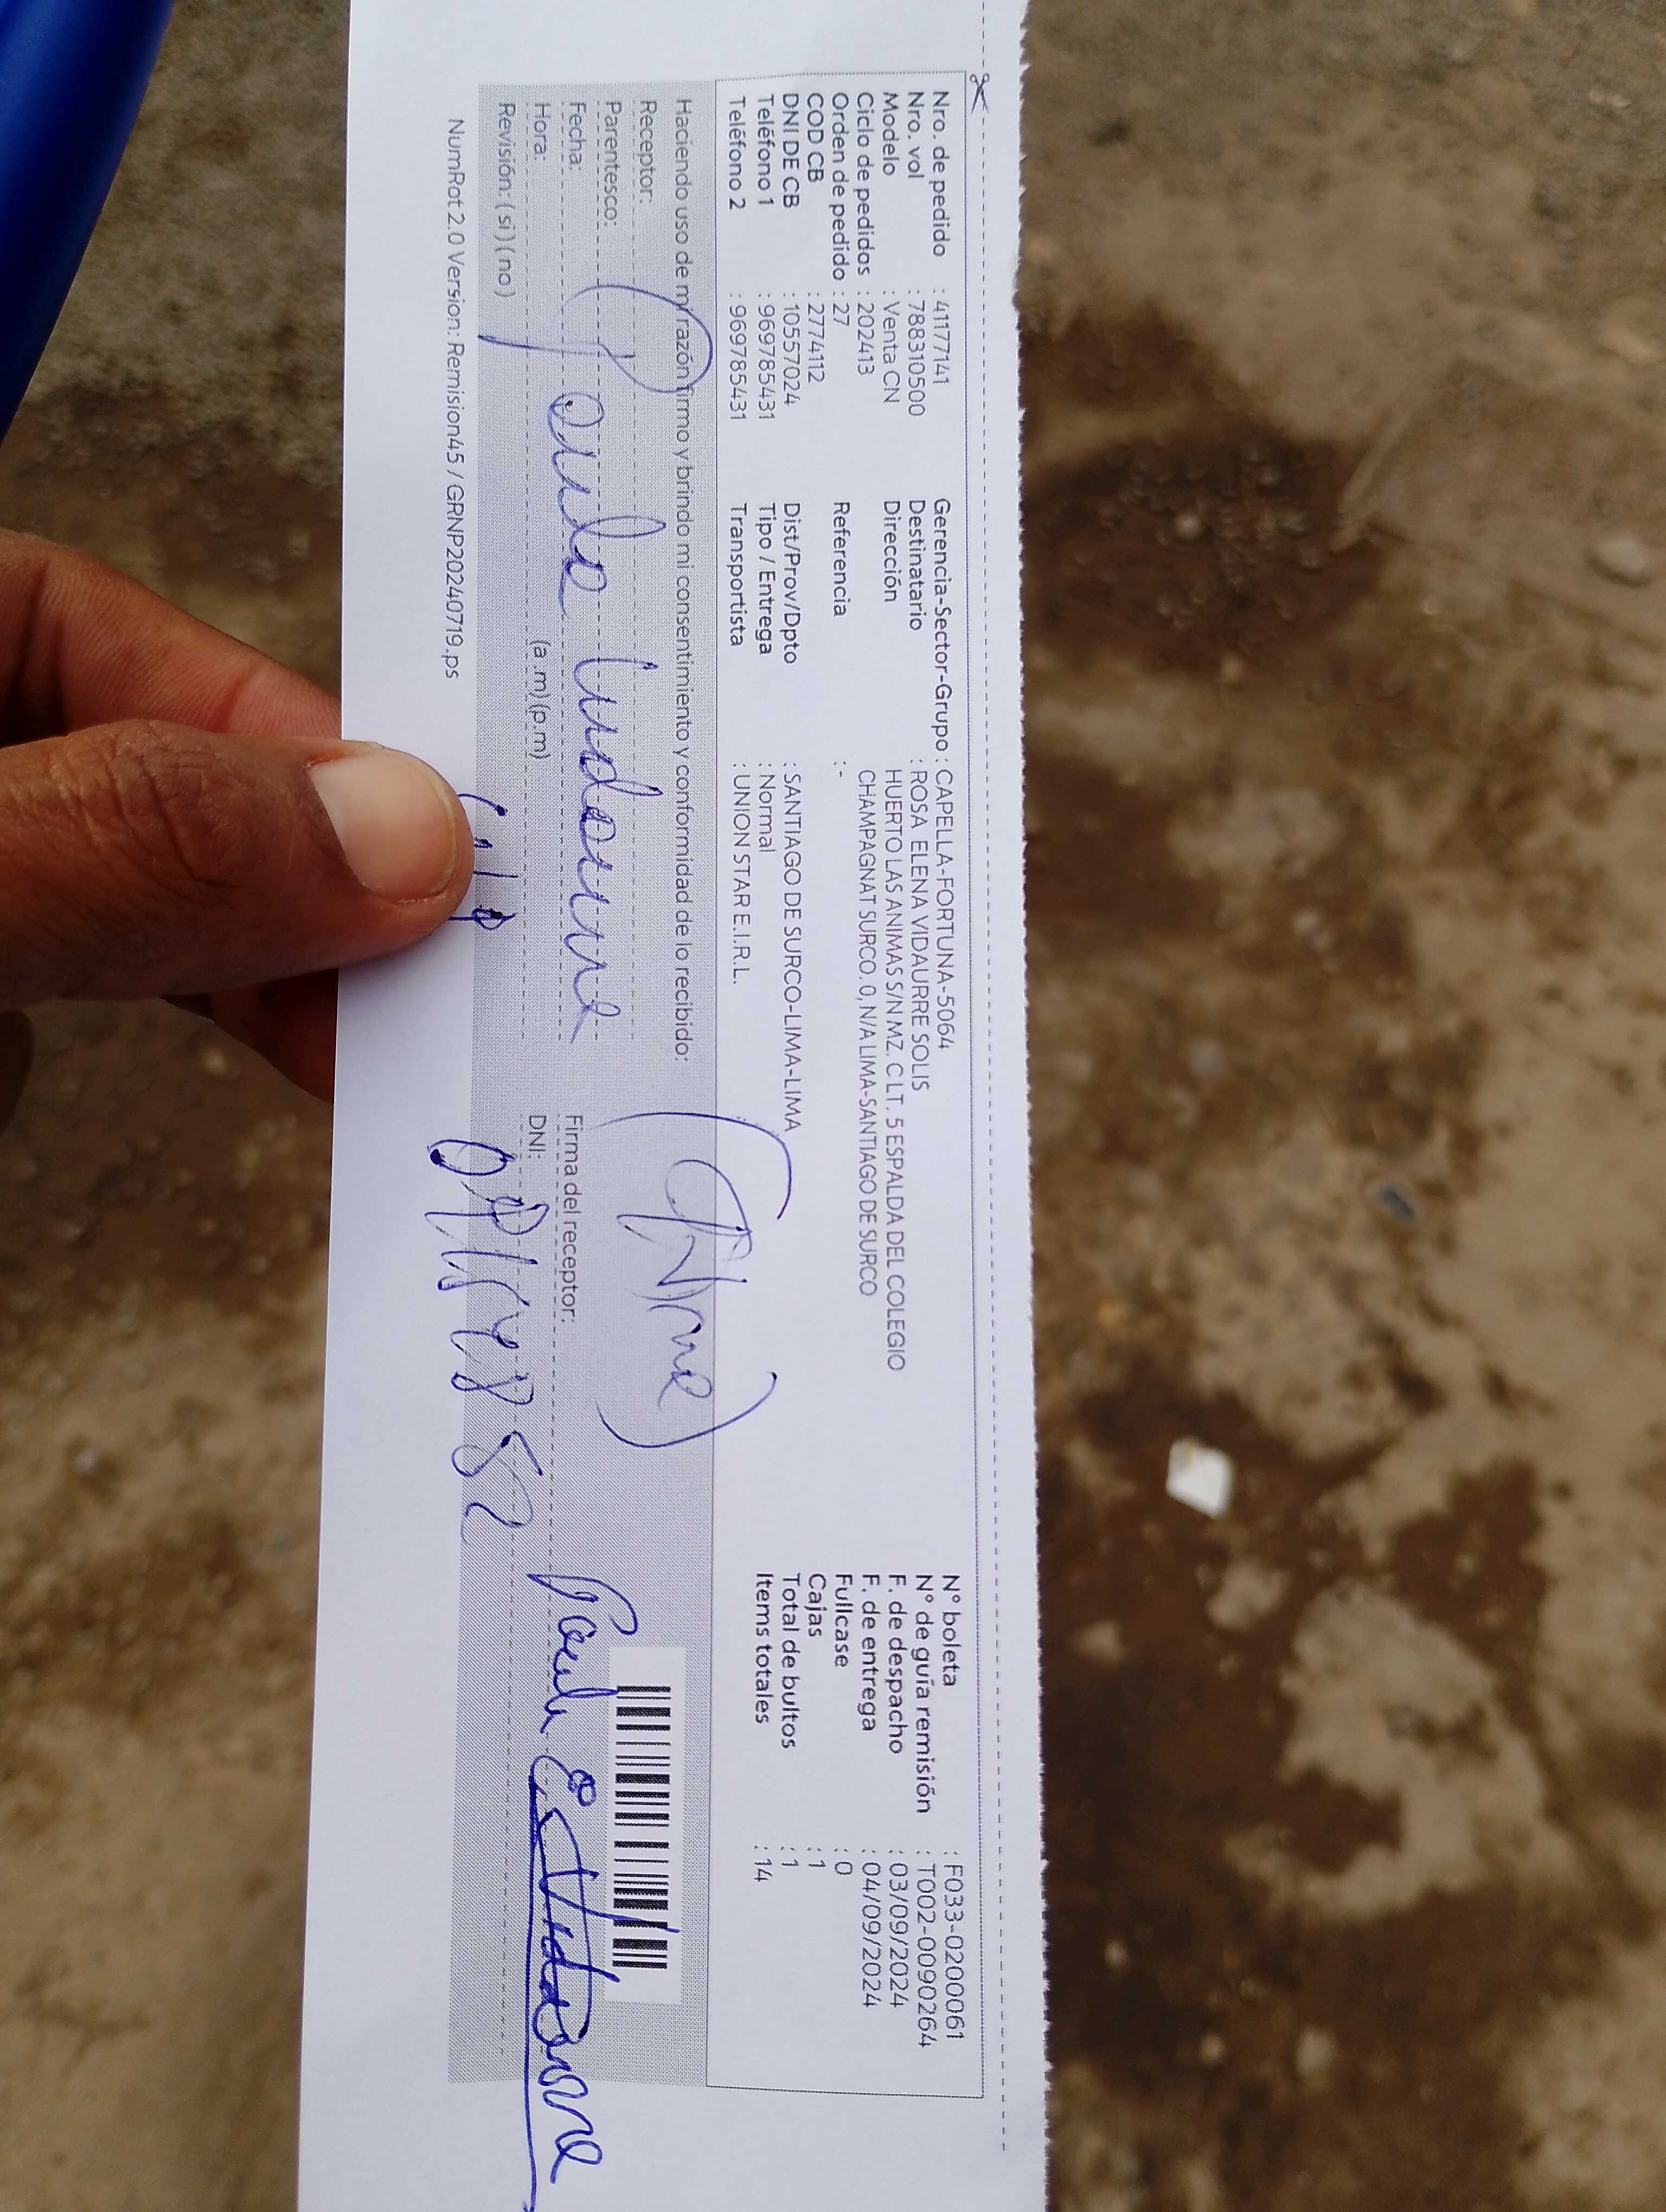 Nro. de pedido : 41177141
Nro. vol : 788310500
Modelo : Venta CN
Ciclo de pedidos : 202413
Orden de pedido : 27
COD CB : 2774112
DNI DE CB : 10557024
Teléfono 1 : 969785431
Teléfono 2 : 969785431
Gerencia-Sector-Grupo : CAPELLA-FORTUNA-5064
Destinatario : ROSA ELENA VIDAURRE SOLIS
Dirección HUERTO LAS ANIMAS S/N MZ. C LT. 5 ESPALDA DEL COLEGIO
CHAMPAGNAT SURCO. 0, N/A LIMA-SANTIAGO DE SURCO
Referencia : -
Dist/Prov/Dpto : SANTIAGO DE SURCO-LIMA-LIMA
Tipo / Entrega : Normal
Transportista : UNION STAR E.I.R.L.
N° boleta : F033-0200061
N° de guía remisión : T002-0090264
F. de despacho : 03/09/2024
F. de entrega : 04/09/2024
Fullcase : 0
Cajas : 1
Total de bultos : 1
Items totales : 14
Haciendo uso de mi razón firmo y brindo mi consentimiento y conformidad de lo recibido:
Receptor:
Parentesco:
Fecha:
Hora: (a.m) (p.m)
Revisión: ( si ) ( no )
Firma del receptor:
DNI:
NumRot 2.0 Version: Remision45 / GRNP20240719.ps